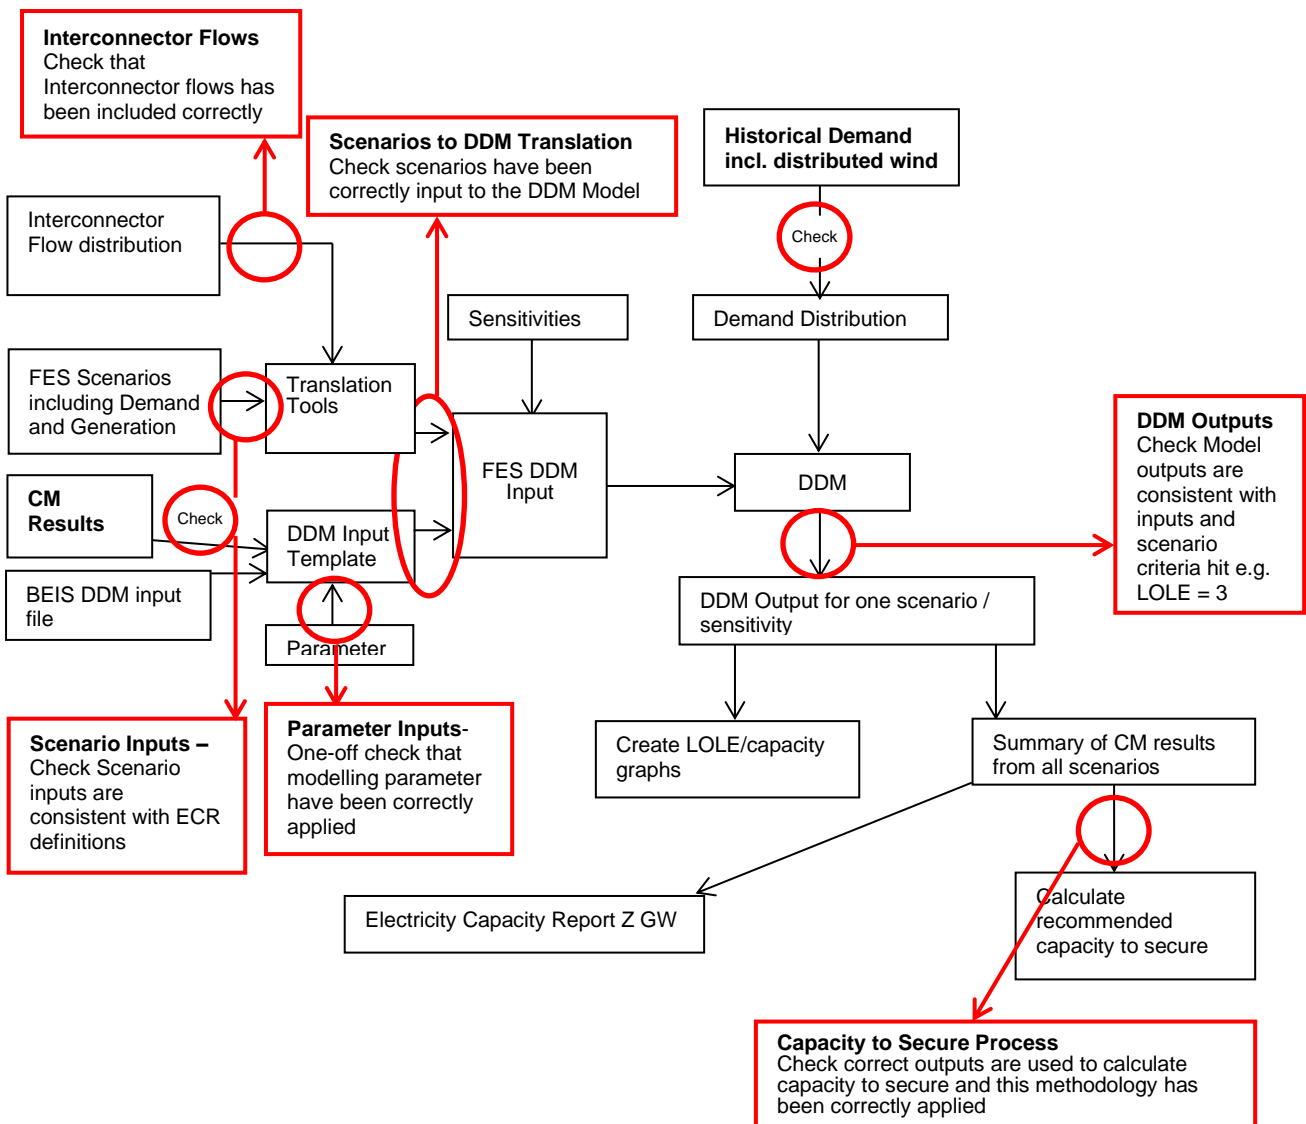 Interconnector Flows
Check that
Interconnector flows has
been included correctly
Scenarios to DDM Translation
Check scenarios have been
correctly input to the DDM Model
Historical Demand
incl. distributed wind
Interconnector
Flow distribution
Check
Sensitivities
Demand Distribution
FES Scenarios
including Demand
and Generation
Translation
Tools
DDM Outputs
Check Model
outputs are
consistent with
inputs and
scenario
criteria hit e.g.
LOLE = 3
FES DDM
Input
DDM
CM
Results
Check
DDM Input
Template
BEIS DDM input
file
DDM Output for one scenario /
sensitivity
Parameter
Scenario Inputs –
Check Scenario
inputs are
consistent with ECR
definitions
Parameter Inputs-
One-off check that
modelling parameter
have been correctly
applied
Create LOLE/capacity
graphs
Summary of CM results
from all scenarios
Electricity Capacity Report Z GW
Calculate
recommended
capacity to secure
Capacity to Secure Process
Check correct outputs are used to calculate
capacity to secure and this methodology has
been correctly applied